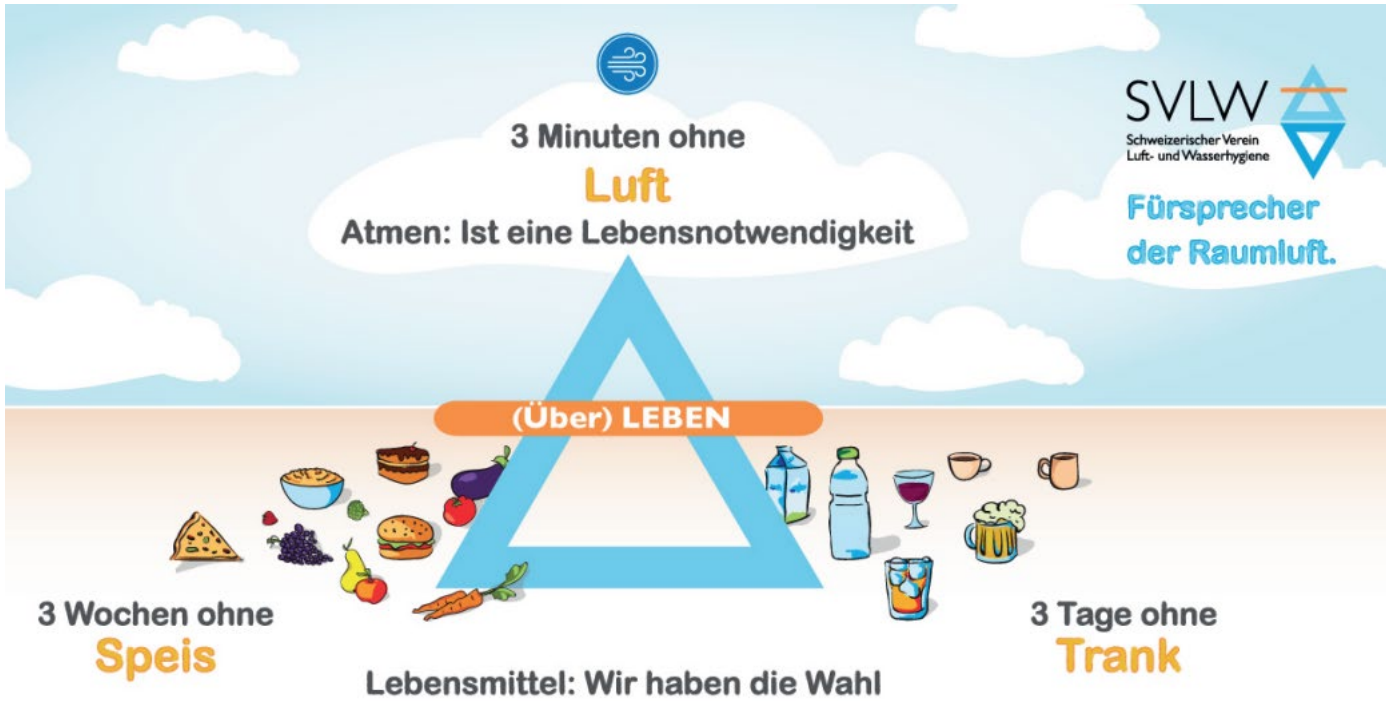 3 Minuten ohne
Luft
Atmen: Ist eine Lebensnotwendigkeit
SVLW
Schweizerischer Verein
Luft- und Wasserhygiene
Fürsprecher
der Raumluft.
(Über) LEBEN
3 Wochen ohne
Speis
3 Tage ohne
Trank
Lebensmittel: Wir haben die Wahl